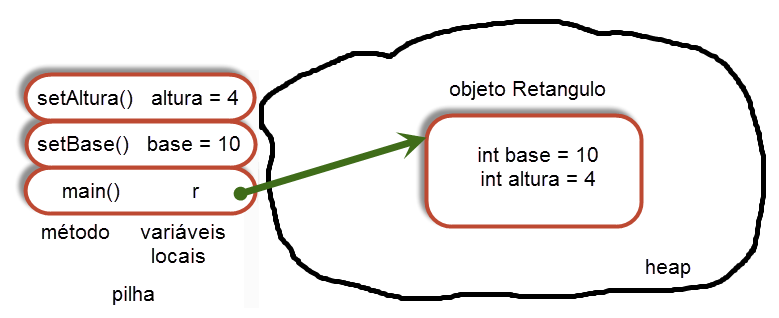 setAltura() altura = 4
setBase() base = 10
main() r
método variáveis
locais
pilha
objeto Retangulo
int base = 10
int altura = 4
heap